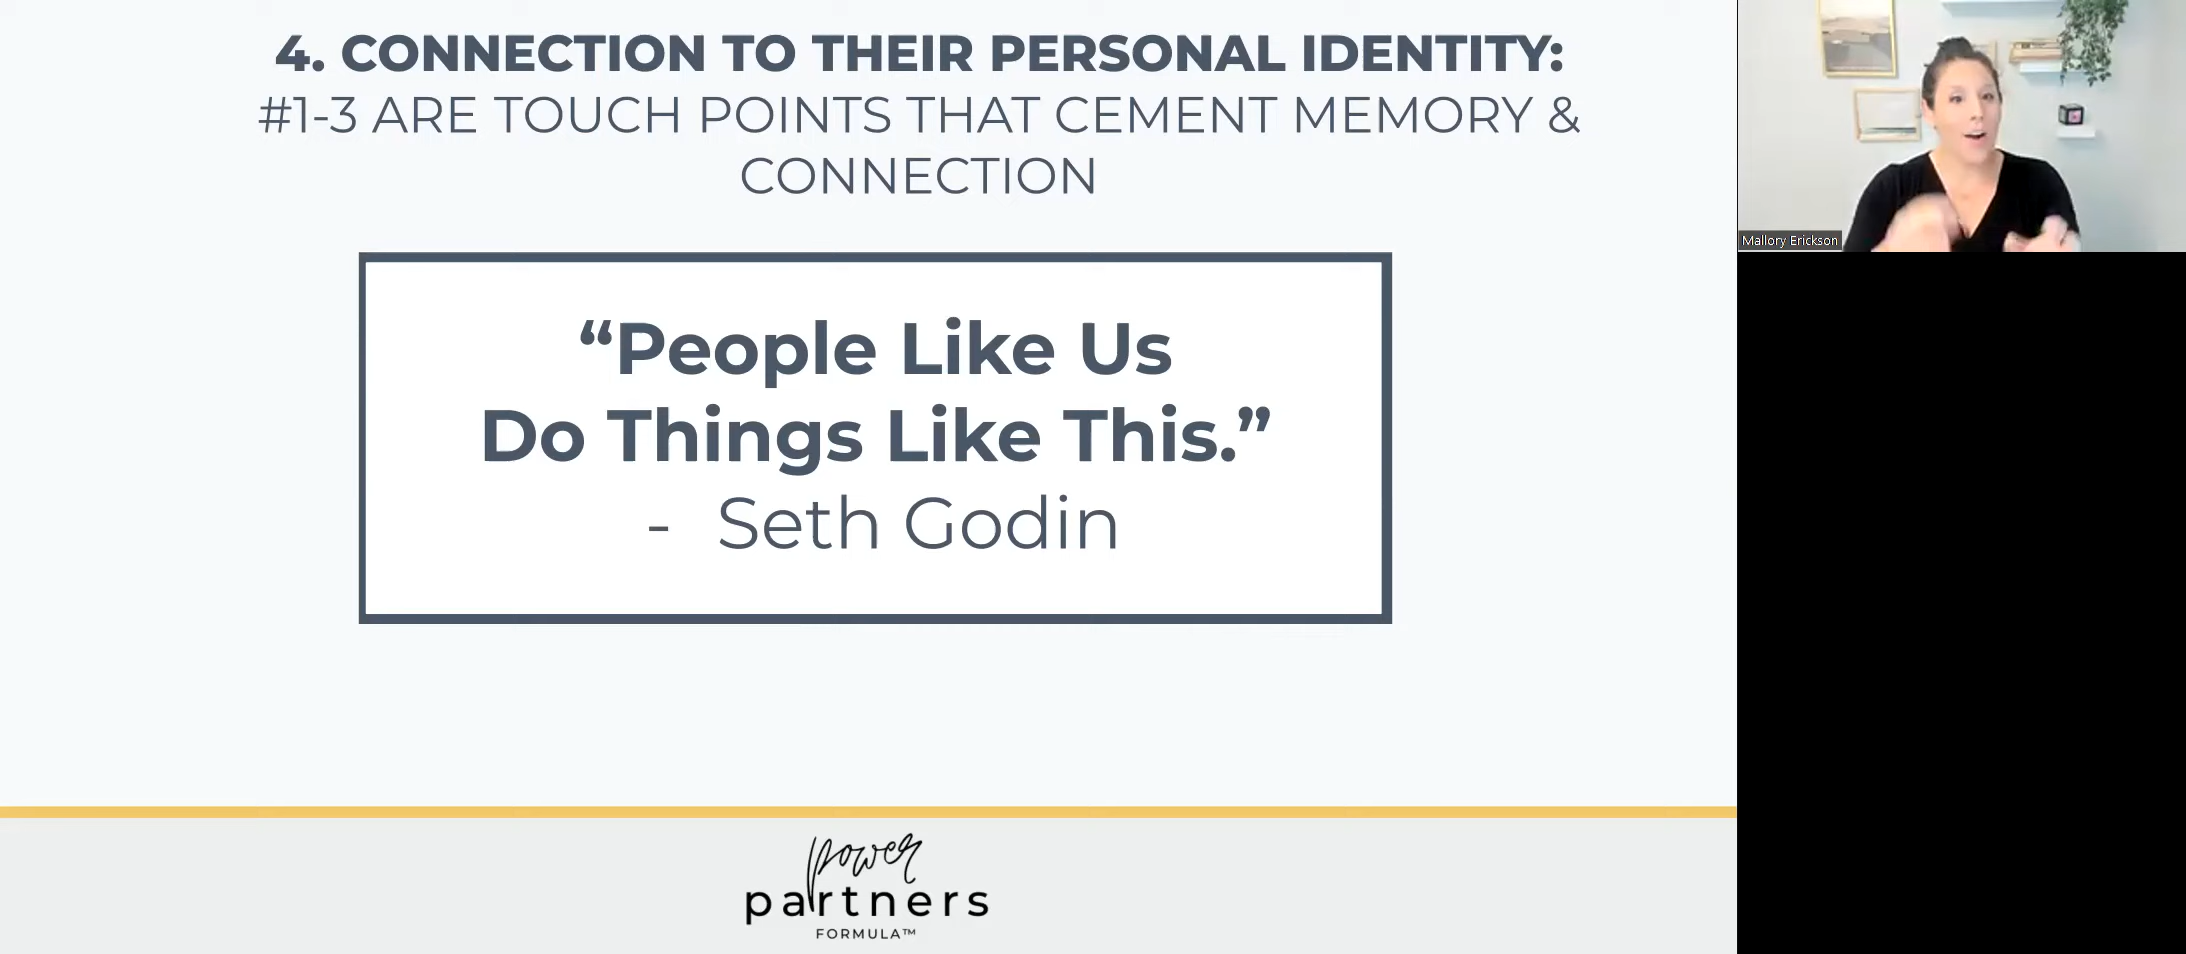 4. CONNECTION TO THEIR PERSONAL IDENTITY:
#1-3 ARE TOUCH POINTS THAT CEMENT MEMORY &
CONNECTION
“People Like Us
Do Things Like This.”
- Seth Godin
power
partners
FORMULA™
Mallory Erickson